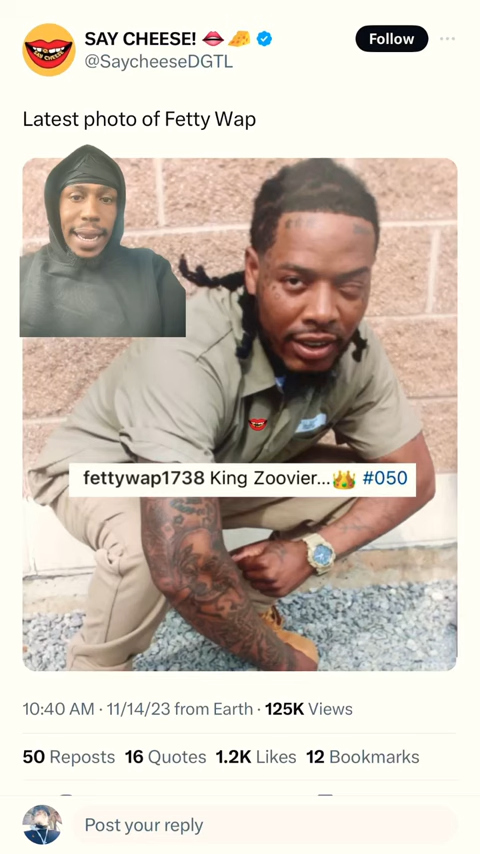 SAY CHEESE! 👄 🧀
Follow
@SaycheeseDGTL
Latest photo of Fetty Wap
fettywap1738 King Zoovier...👑 #050
10:40 AM · 11/14/23 from Earth · 125K Views
50 Reposts 16 Quotes 1.2K Likes 12 Bookmarks
Post your reply